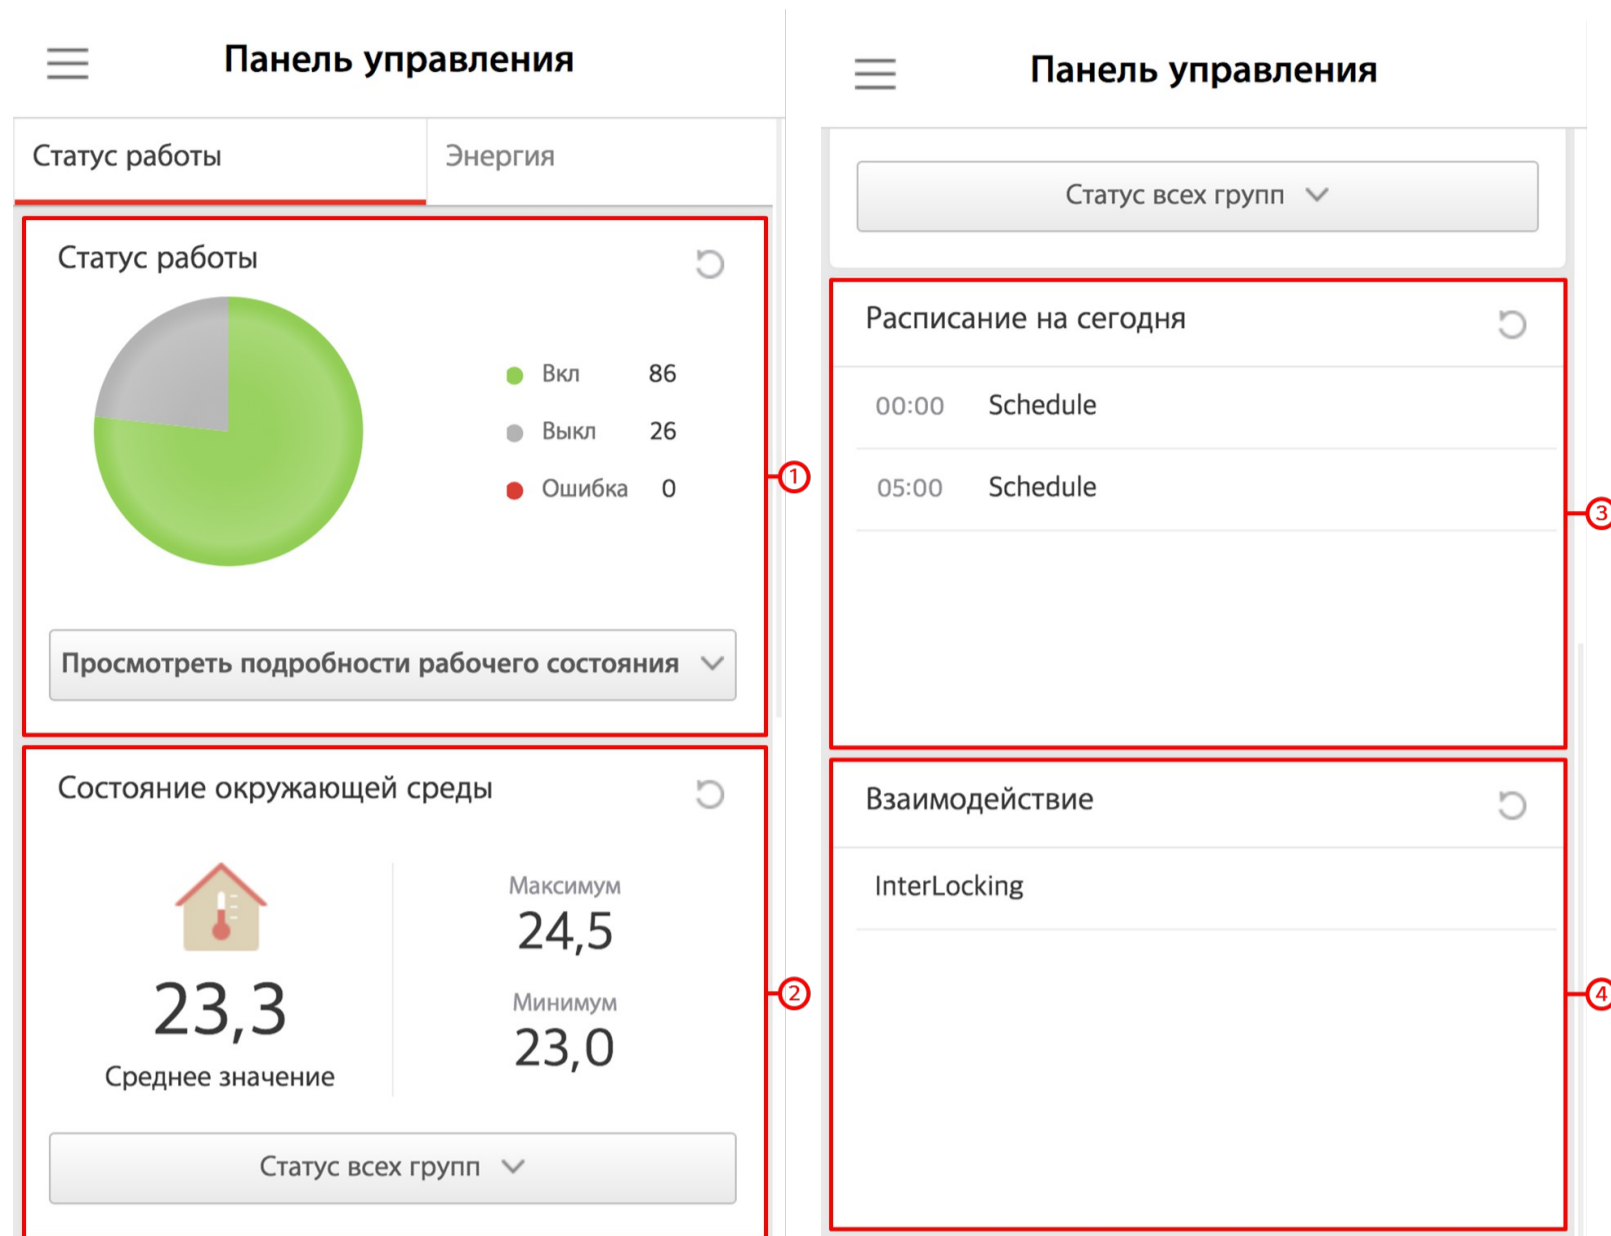 Панель управления
Статус работы
Энергия
Статус работы
Вкл 86
Выкл 26
Ошибка 0
Просмотреть подробности рабочего состояния
1
Состояние окружающей среды
23,3
Среднее значение
Максимум
24,5
Минимум
23,0
Статус всех групп
2
Панель управления
Статус всех групп
Расписание на сегодня
00:00 Schedule
05:00 Schedule
3
Взаимодействие
InterLocking
4